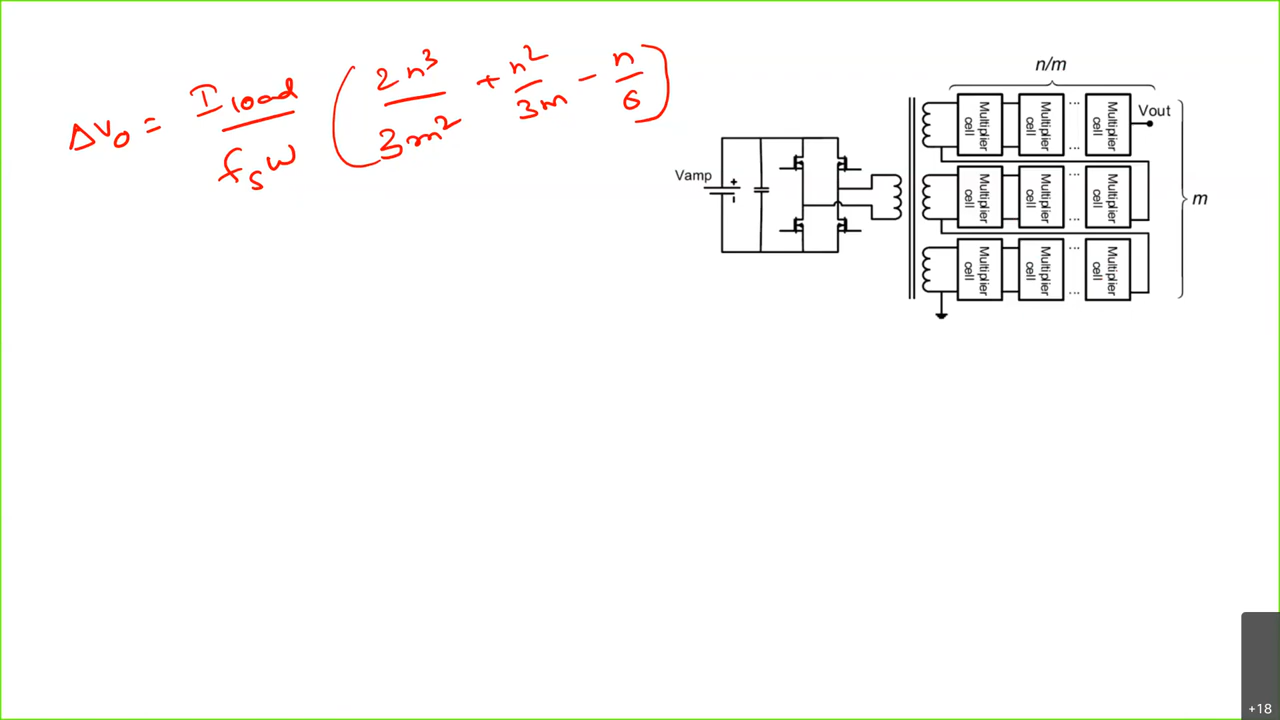 ΔVo = Iload / fsw ( 2n³ / 3m² + n² / 3m - n / 6 )
n/m
Multiplier cell Multiplier cell ... Multiplier cell
...
Vout
Vamp
+
-
Multiplier cell Multiplier cell ... Multiplier cell
...
m
Multiplier cell Multiplier cell ... Multiplier cell
...
+18